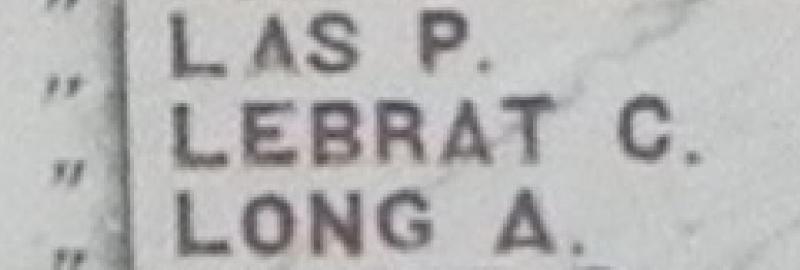 "
" LAS P.
" LEBRAT C.
" LONG A.